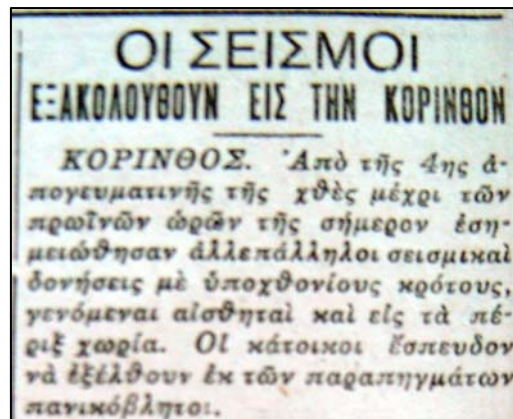 ΟΙ ΣΕΙΣΜΟΙ
ΕΞΑΚΟΛΟΥΘΟΥΝ ΕΙΣ ΤΗΝ ΚΟΡΙΝΘΟΝ
ΚΟΡΙΝΘΟΣ. Ἀπὸ τῆς 4ης ἀ-
πογευματινῆς τῆς χθὲς μέχρι τῶν
πρωϊνῶν ὡρῶν τῆς σήμερον ἐση-
μειώθησαν ἀλλεπάλληλοι σεισμικαὶ
δονήσεις μὲ ὑποχθονίους κρότους,
γενόμεναι αἰσθηταὶ καὶ εἰς τὰ πέ-
ριξ χωρία. Οἱ κάτοικοι ἔσπευδον
νὰ ἐξέλθουν ἐκ τῶν παραπηγμάτων
πανικόβλητοι.